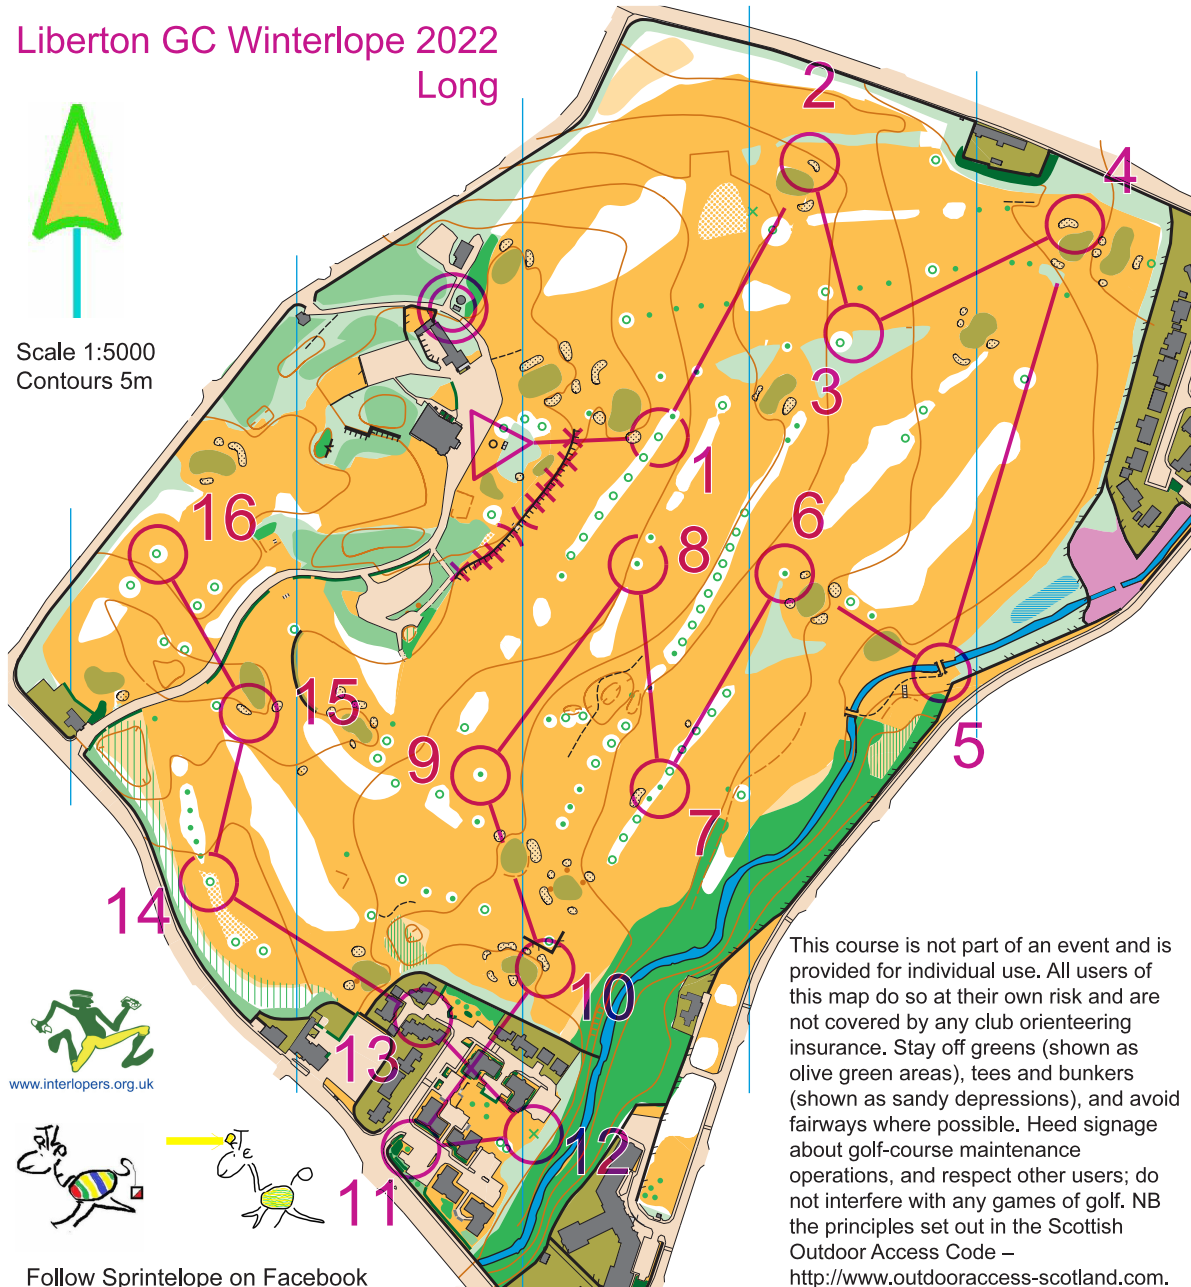 Liberton GC Winterlope 2022
Long
Scale 1:5000
Contours 5m
2
4
3
1
16
6
8
15
9
5
7
14
10
13
12
11
www.interlopers.org.uk
This course is not part of an event and is
provided for individual use. All users of
this map do so at their own risk and are
not covered by any club orienteering
insurance. Stay off greens (shown as
olive green areas), tees and bunkers
(shown as sandy depressions), and avoid
fairways where possible. Heed signage
about golf-course maintenance
operations, and respect other users; do
not interfere with any games of golf. NB
the principles set out in the Scottish
Outdoor Access Code –
http://www.outdooraccess-scotland.com.
Follow Sprintelope on Facebook